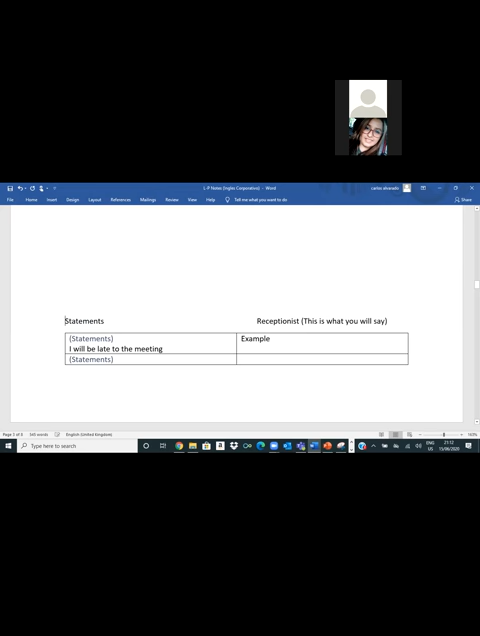 L-P Notes (Ingles Corporativo) - Word
carlos alvarado
File Home Insert Design Layout References Mailings Review View Help Tell me what you want to do
Share
Statements
Receptionist (This is what you will say)
(Statements)
I will be late to the meeting
Example
(Statements)
Page 3 of 3 English (United Kingdom)
160%
Type here to search
ENG
US
21:12
15/06/2020